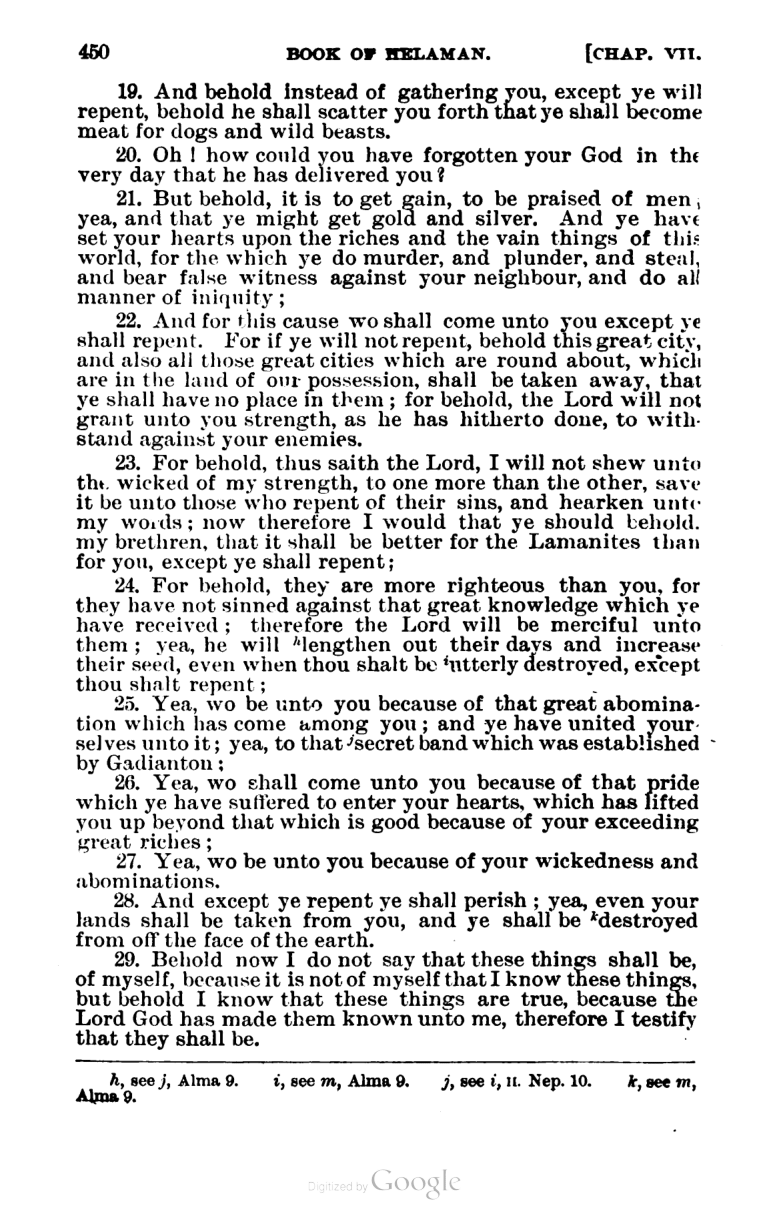 450 BOOK OF HELAMAN. [CHAP. VII.
19. And behold instead of gathering you, except ye will
repent, behold he shall scatter you forth that ye shall become
meat for dogs and wild beasts.
20. Oh ! how could you have forgotten your God in the
very day that he has delivered you ?
21. But behold, it is to get gain, to be praised of men ;
yea, and that ye might get gold and silver. And ye have
set your hearts upon the riches and the vain things of this
world, for the which ye do murder, and plunder, and steal,
and bear false witness against your neighbour, and do all
manner of iniquity ;
22. And for this cause wo shall come unto you except ye
shall repent. For if ye will not repent, behold this great city,
and also all those great cities which are round about, which
are in the land of our possession, shall be taken away, that
ye shall have no place in them ; for behold, the Lord will not
grant unto you strength, as he has hitherto done, to with-
stand against your enemies.
23. For behold, thus saith the Lord, I will not shew unto
the wicked of my strength, to one more than the other, save
it be unto those who repent of their sins, and hearken unto
my words ; now therefore I would that ye should behold.
my brethren, that it shall be better for the Lamanites than
for you, except ye shall repent ;
24. For behold, they are more righteous than you, for
they have not sinned against that great knowledge which ye
have received ; therefore the Lord will be merciful unto
them ; yea, he will hlengthen out their days and increase
their seed, even when thou shalt be iutterly destroyed, except
thou shalt repent ;
25. Yea, wo be unto you because of that great abomina-
tion which has come among you ; and ye have united your-
selves unto it ; yea, to that jsecret band which was established
by Gadianton ;
26. Yea, wo shall come unto you because of that pride
which ye have suffered to enter your hearts, which has lifted
you up beyond that which is good because of your exceeding
great riches ;
27. Yea, wo be unto you because of your wickedness and
abominations.
28. And except ye repent ye shall perish ; yea, even your
lands shall be taken from you, and ye shall be kdestroyed
from off the face of the earth.
29. Behold now I do not say that these things shall be,
of myself, because it is not of myself that I know these things,
but behold I know that these things are true, because the
Lord God has made them known unto me, therefore I testify
that they shall be.
h, see j, Alma 9. i, see m, Alma 9. j, see i, II. Nep. 10. k, see m,
Alma 9.
Digitized by Google